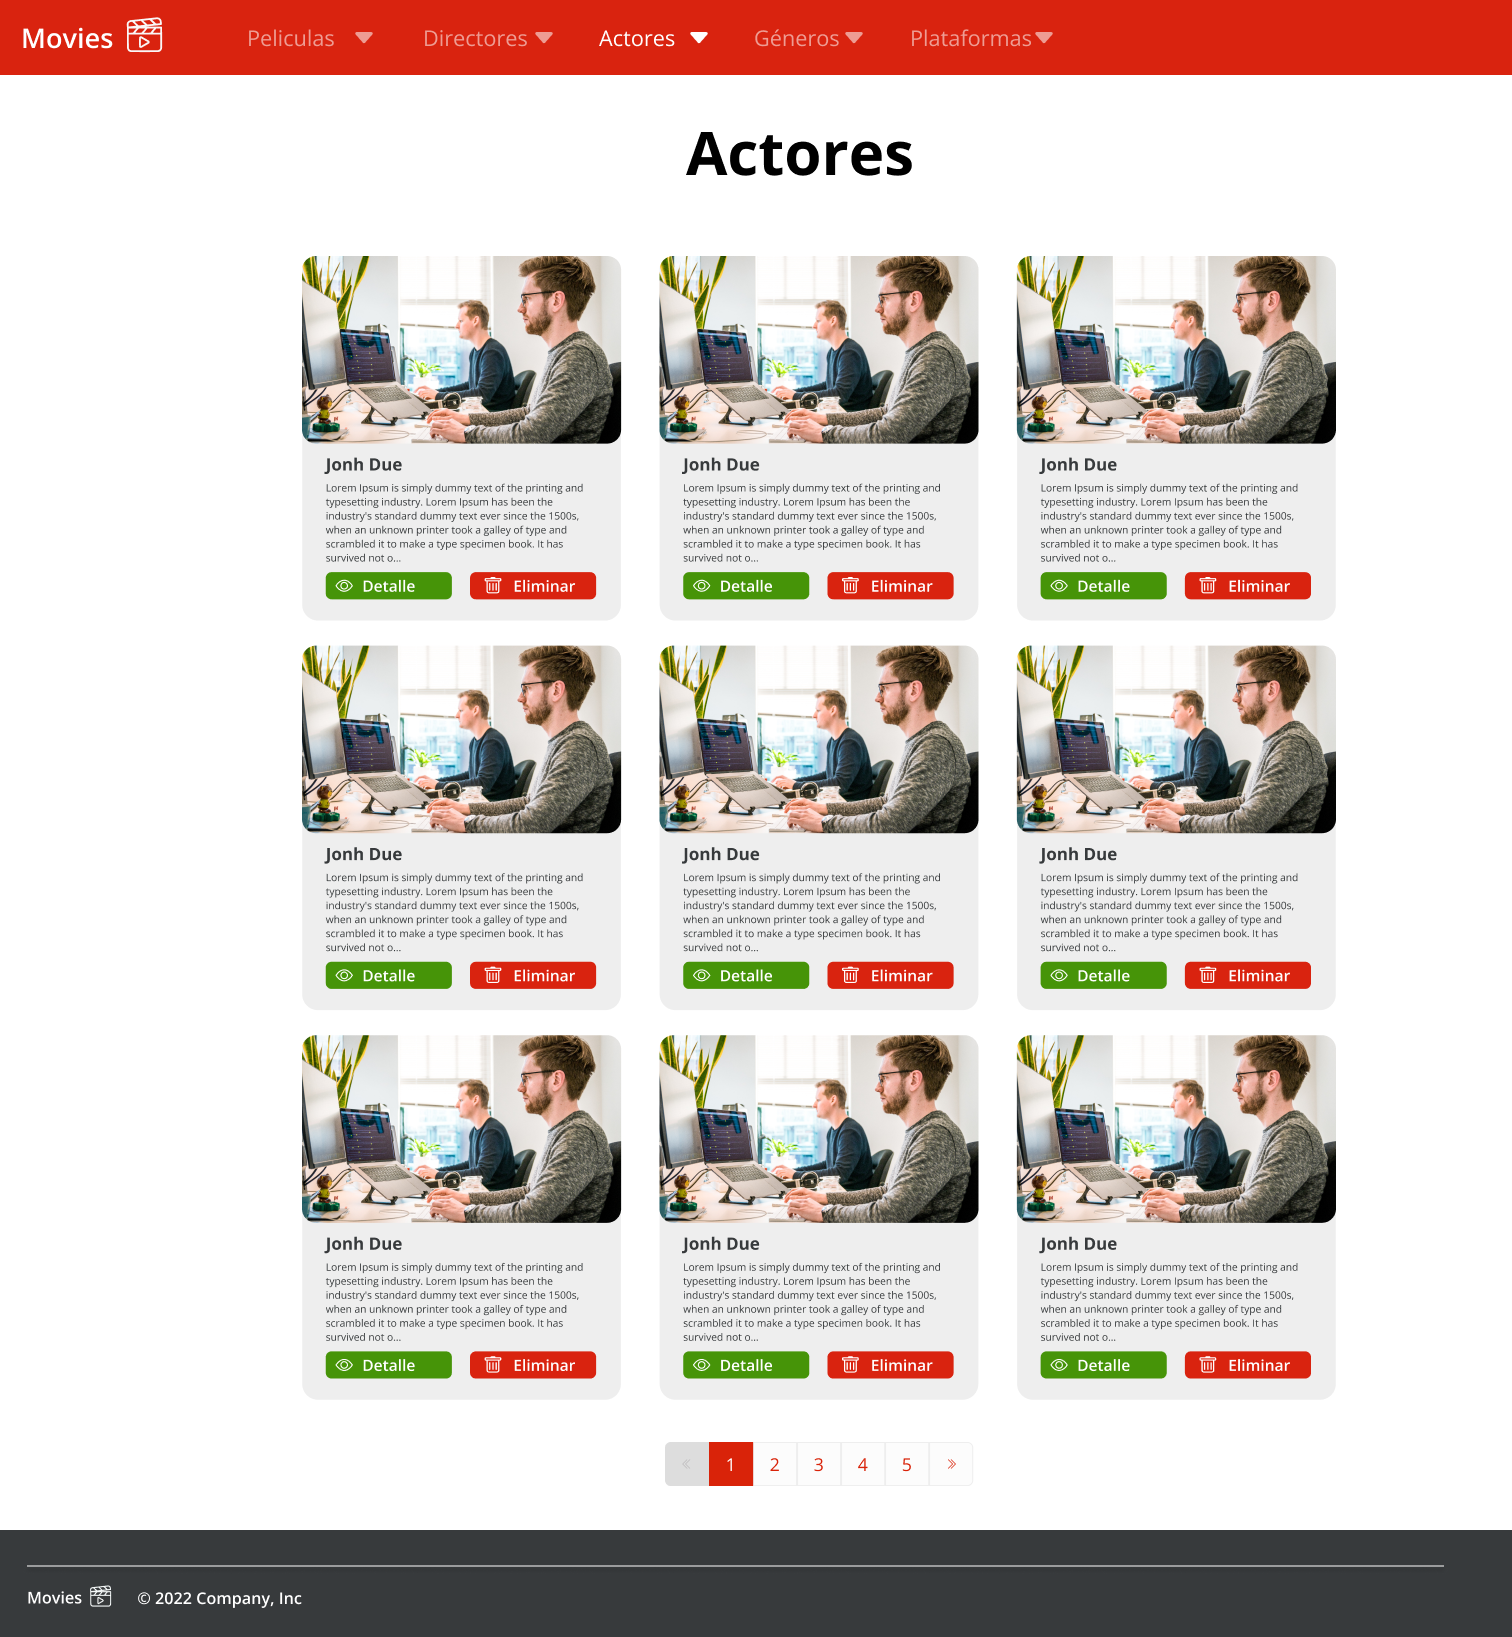 Movies
Peliculas Directores Actores Géneros Plataformas
Actores
Jonh Due
Lorem Ipsum is simply dummy text of the printing and
typesetting industry. Lorem Ipsum has been the
industry's standard dummy text ever since the 1500s,
when an unknown printer took a galley of type and
scrambled it to make a type specimen book. It has
survived not o...
Detalle Eliminar
Jonh Due
Lorem Ipsum is simply dummy text of the printing and
typesetting industry. Lorem Ipsum has been the
industry's standard dummy text ever since the 1500s,
when an unknown printer took a galley of type and
scrambled it to make a type specimen book. It has
survived not o...
Detalle Eliminar
Jonh Due
Lorem Ipsum is simply dummy text of the printing and
typesetting industry. Lorem Ipsum has been the
industry's standard dummy text ever since the 1500s,
when an unknown printer took a galley of type and
scrambled it to make a type specimen book. It has
survived not o...
Detalle Eliminar
Jonh Due
Lorem Ipsum is simply dummy text of the printing and
typesetting industry. Lorem Ipsum has been the
industry's standard dummy text ever since the 1500s,
when an unknown printer took a galley of type and
scrambled it to make a type specimen book. It has
survived not o...
Detalle Eliminar
Jonh Due
Lorem Ipsum is simply dummy text of the printing and
typesetting industry. Lorem Ipsum has been the
industry's standard dummy text ever since the 1500s,
when an unknown printer took a galley of type and
scrambled it to make a type specimen book. It has
survived not o...
Detalle Eliminar
Jonh Due
Lorem Ipsum is simply dummy text of the printing and
typesetting industry. Lorem Ipsum has been the
industry's standard dummy text ever since the 1500s,
when an unknown printer took a galley of type and
scrambled it to make a type specimen book. It has
survived not o...
Detalle Eliminar
Jonh Due
Lorem Ipsum is simply dummy text of the printing and
typesetting industry. Lorem Ipsum has been the
industry's standard dummy text ever since the 1500s,
when an unknown printer took a galley of type and
scrambled it to make a type specimen book. It has
survived not o...
Detalle Eliminar
Jonh Due
Lorem Ipsum is simply dummy text of the printing and
typesetting industry. Lorem Ipsum has been the
industry's standard dummy text ever since the 1500s,
when an unknown printer took a galley of type and
scrambled it to make a type specimen book. It has
survived not o...
Detalle Eliminar
Jonh Due
Lorem Ipsum is simply dummy text of the printing and
typesetting industry. Lorem Ipsum has been the
industry's standard dummy text ever since the 1500s,
when an unknown printer took a galley of type and
scrambled it to make a type specimen book. It has
survived not o...
Detalle Eliminar
« 1 2 3 4 5 »
Movies © 2022 Company, Inc